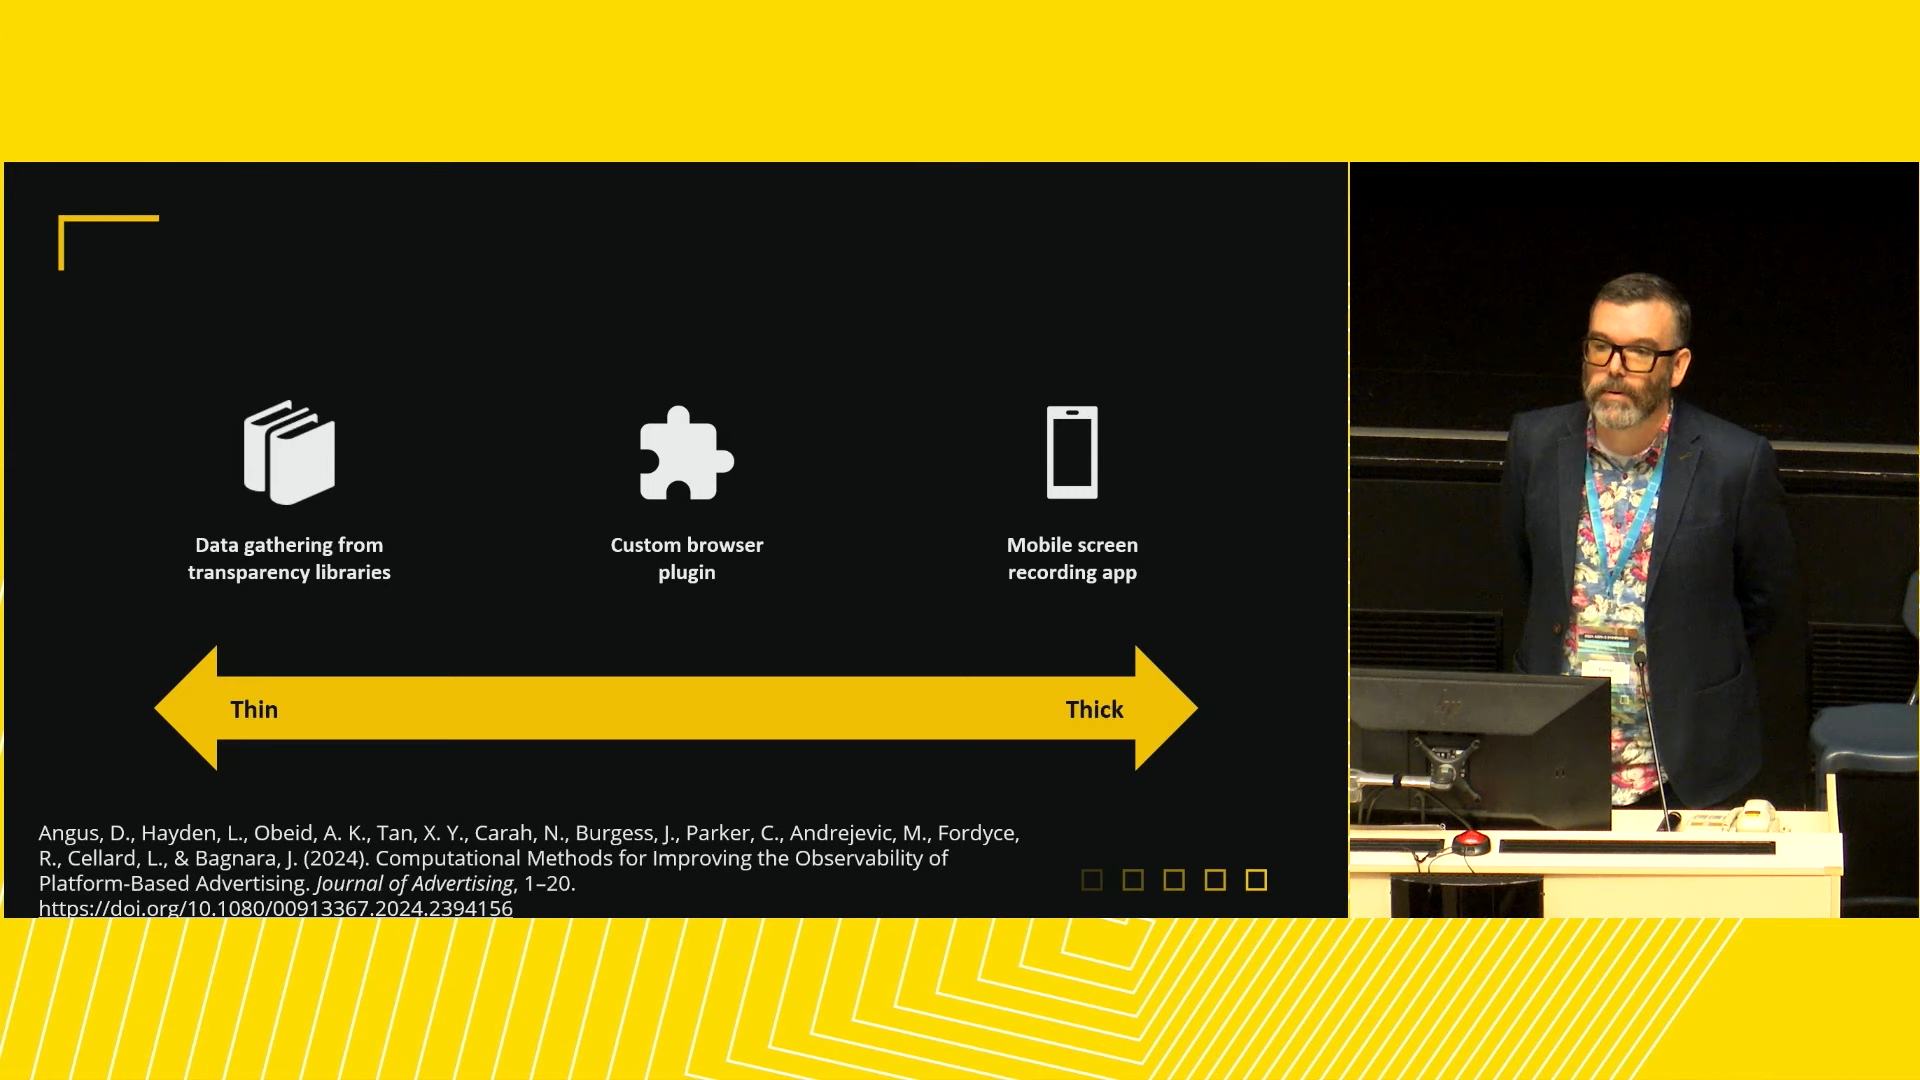 Data gathering from
transparency libraries
Custom browser
plugin
Mobile screen
recording app
Thin
Thick
Angus, D., Hayden, L., Obeid, A. K., Tan, X. Y., Carah, N., Burgess, J., Parker, C., Andrejevic, M., Fordyce,
R., Cellard, L., & Bagnara, J. (2024). Computational Methods for Improving the Observability of
Platform-Based Advertising. Journal of Advertising, 1–20.
https://doi.org/10.1080/00913367.2024.2394156